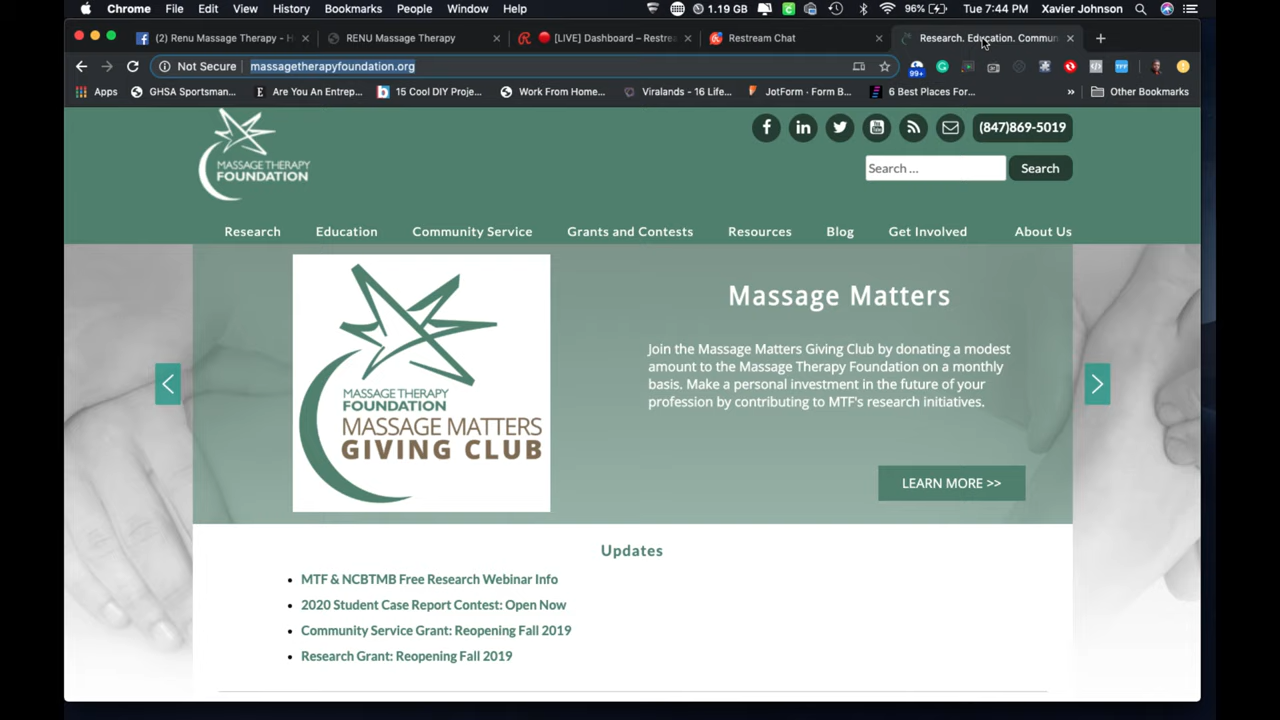 Chrome File Edit View History Bookmarks People Window Help 1.19 GB 96% Tue 7:44 PM Xavier Johnson
(2) Renu Massage Therapy - H RENU Massage Therapy [LIVE] Dashboard – Restre Restream Chat Research. Education. Commun
Not Secure massagetherapyfoundation.org 99+
Apps GHSA Sportsman... Are You An Entrep... 15 Cool DIY Proje... Work From Home... Viralands - 16 Life... JotForm · Form B... 6 Best Places For... » Other Bookmarks
MASSAGE THERAPY
FOUNDATION
(847)869-5019
Search ... Search
Research Education Community Service Grants and Contests Resources Blog Get Involved About Us
MASSAGE THERAPY
FOUNDATION
MASSAGE MATTERS
GIVING CLUB
Massage Matters
Join the Massage Matters Giving Club by donating a modest
amount to the Massage Therapy Foundation on a monthly
basis. Make a personal investment in the future of your
profession by contributing to MTF's research initiatives.
LEARN MORE >>
Updates
• MTF & NCBTMB Free Research Webinar Info
• 2020 Student Case Report Contest: Open Now
• Community Service Grant: Reopening Fall 2019
• Research Grant: Reopening Fall 2019